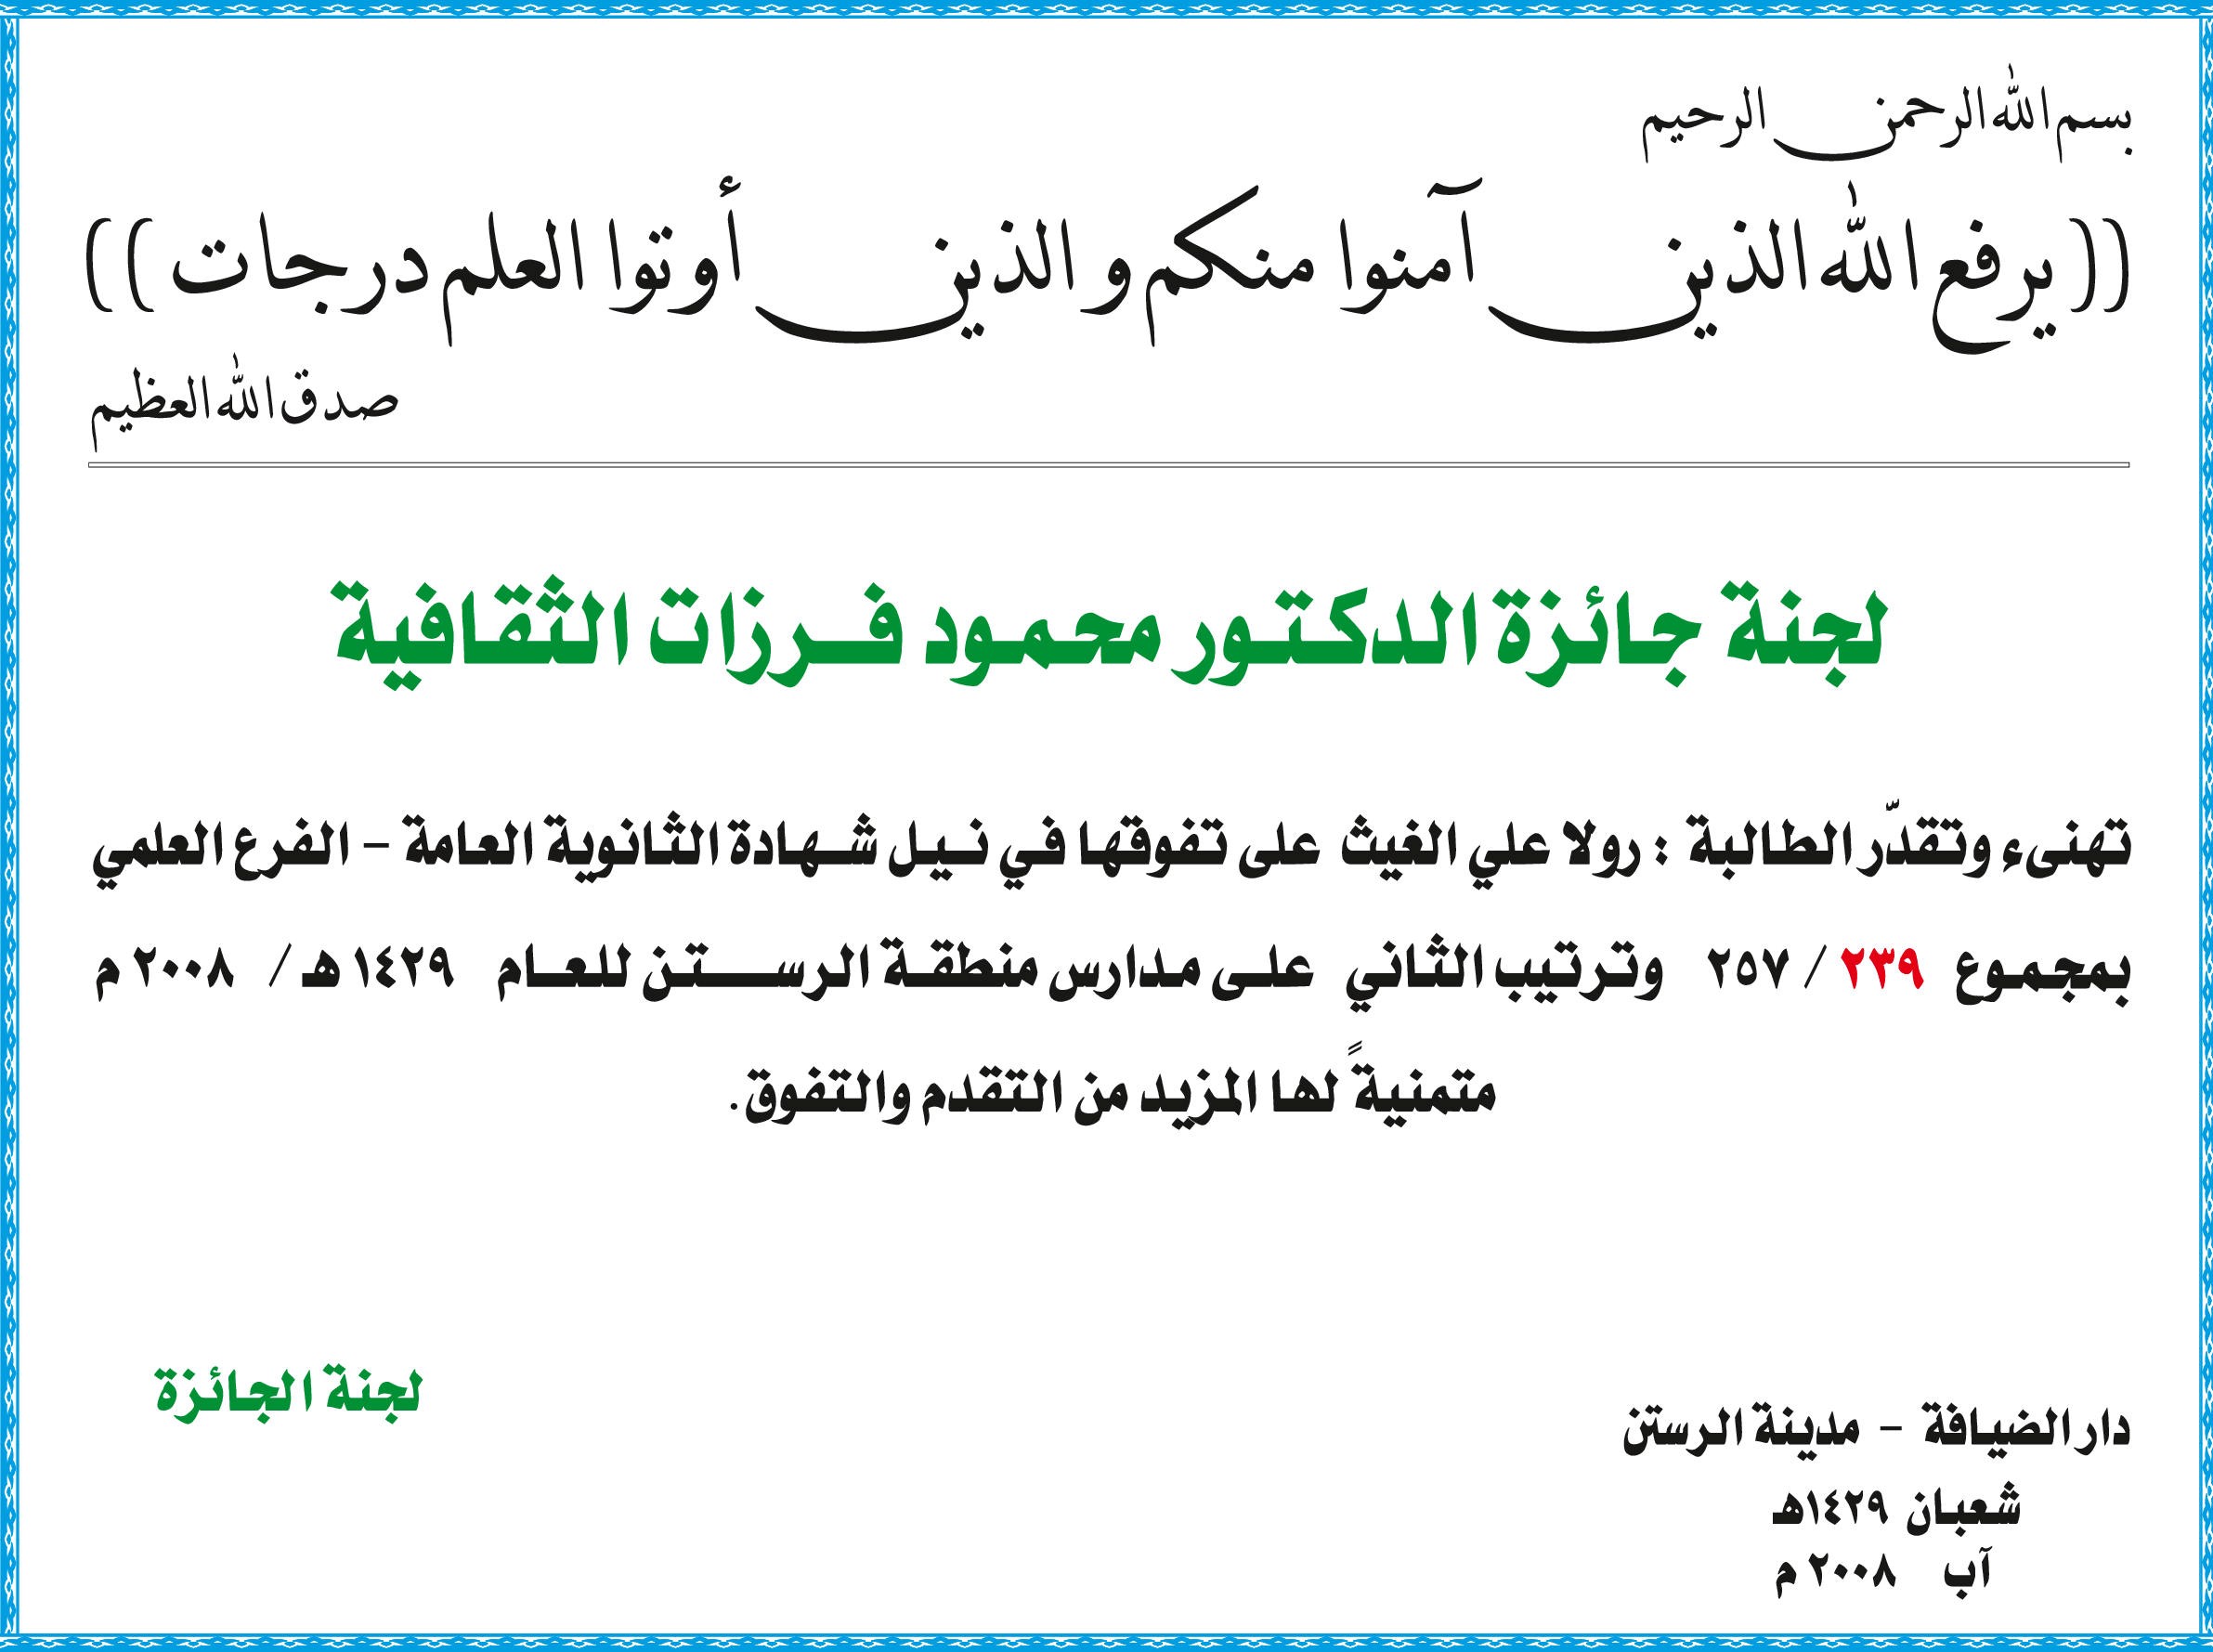 بسم الله الرحمن الرحيم
(( يرفع الله الذين آمنوا منكم و الذين أوتوا العلم درجات ))
صدق الله العظيم
لجنة جائزة الدكتور محمود فرزات الثقافية
تهنىء وتقدّر الطالبة : رولا علي الغيث على تفوقها في نيل شهادة الثانوية العامة - الفرع العلمي
بمجموع ٢٣٩ / ٢٥٧ وترتيب الثاني على مدارس منطقة الرستن للعام ١٤٢٩ هـ / ٢٠٠٨ م
متمنيةً لها المزيد من التقدم والتفوق.
لجنة الجائزة
دار الضيافة - مدينة الرستن
شعبان ١٤٢٩هـ
آب ٢٠٠٨ م